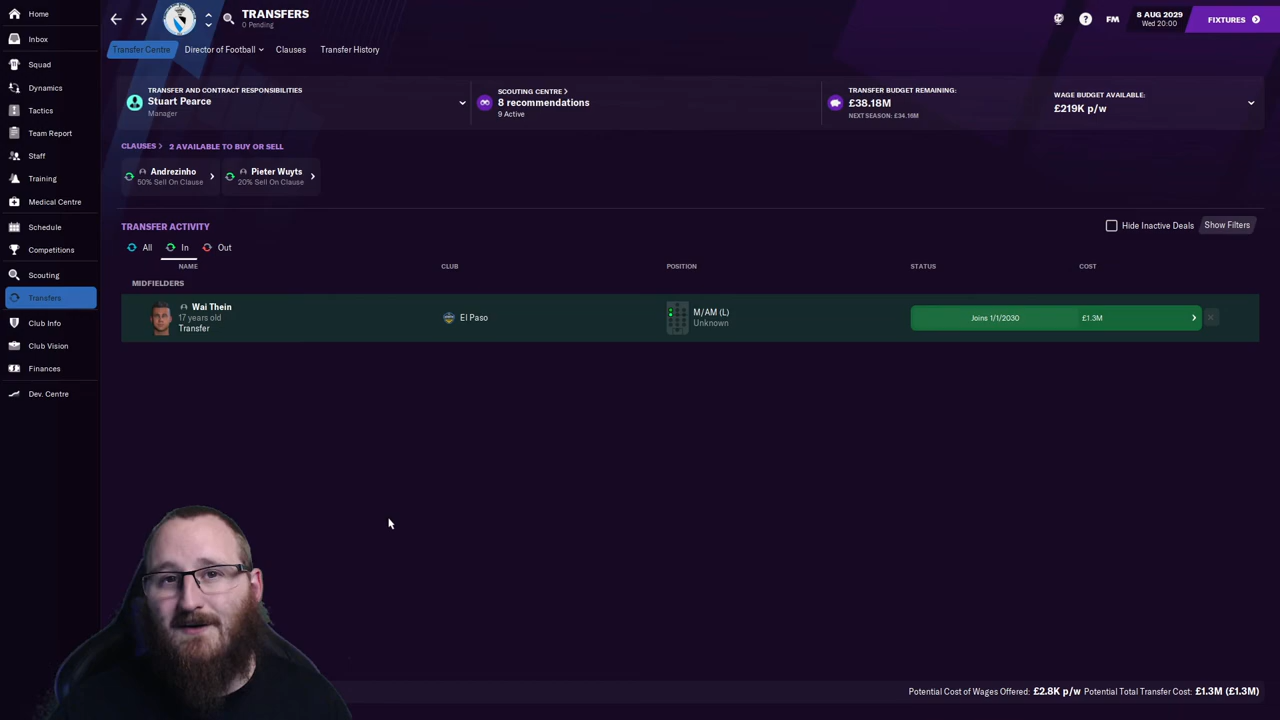 Home
TRANSFERS
0 Pending
FM
8 AUG 2029
Wed 20:00
FIXTURES
Inbox
Transfer Centre
Director of Football
Clauses
Transfer History
Squad
Dynamics
Tactics
Team Report
Staff
Training
Medical Centre
Schedule
Competitions
Scouting
Transfers
Club Info
Club Vision
Finances
Dev. Centre
TRANSFER AND CONTRACT RESPONSIBILITIES
Stuart Pearce
Manager
SCOUTING CENTRE >
8 recommendations
9 Active
TRANSFER BUDGET REMAINING:
£38.18M
NEXT SEASON: £34.16M
WAGE BUDGET AVAILABLE:
£219K p/w
CLAUSES > 2 AVAILABLE TO BUY OR SELL
Andrezinho
50% Sell On Clause
Pieter Wuyts
20% Sell On Clause
TRANSFER ACTIVITY
Hide Inactive Deals
Show Filters
All
In
Out
NAME
CLUB
POSITION
STATUS
COST
MIDFIELDERS
Wai Thein
17 years old
Transfer
El Paso
M/AM (L)
Unknown
Joins 1/1/2030
£1.3M
Potential Cost of Wages Offered: £2.8K p/w Potential Total Transfer Cost: £1.3M (£1.3M)